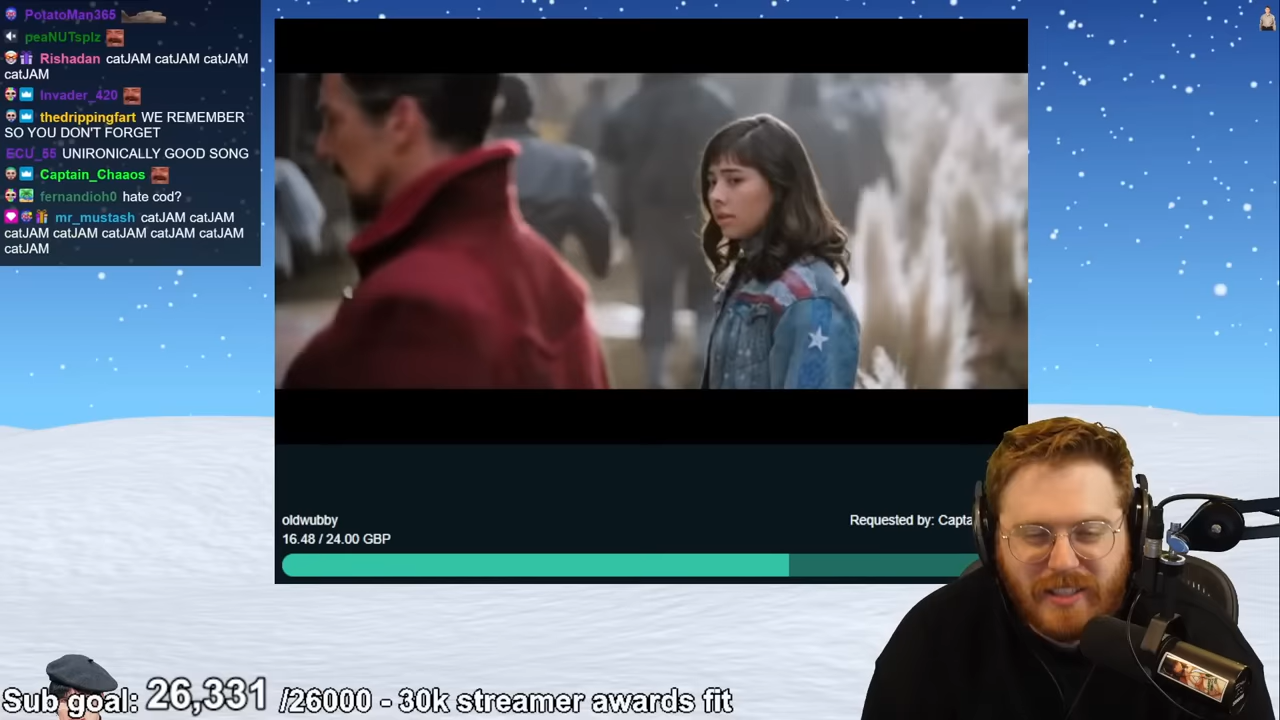 PotatoMan365
peaNUTsplz
Rishadan catJAM catJAM catJAM
catJAM
Invader_420
thedrippingfart WE REMEMBER
SO YOU DON'T FORGET
ECU_55 UNIRONICALLY GOOD SONG
Captain_Chaaos
fernandioh0 hate cod?
mr_mustash catJAM catJAM
catJAM catJAM catJAM catJAM catJAM
catJAM
oldwubby
Requested by: Capta
16.48 / 24.00 GBP
Sub goal: 26,331 /26000 - 30k streamer awards fit